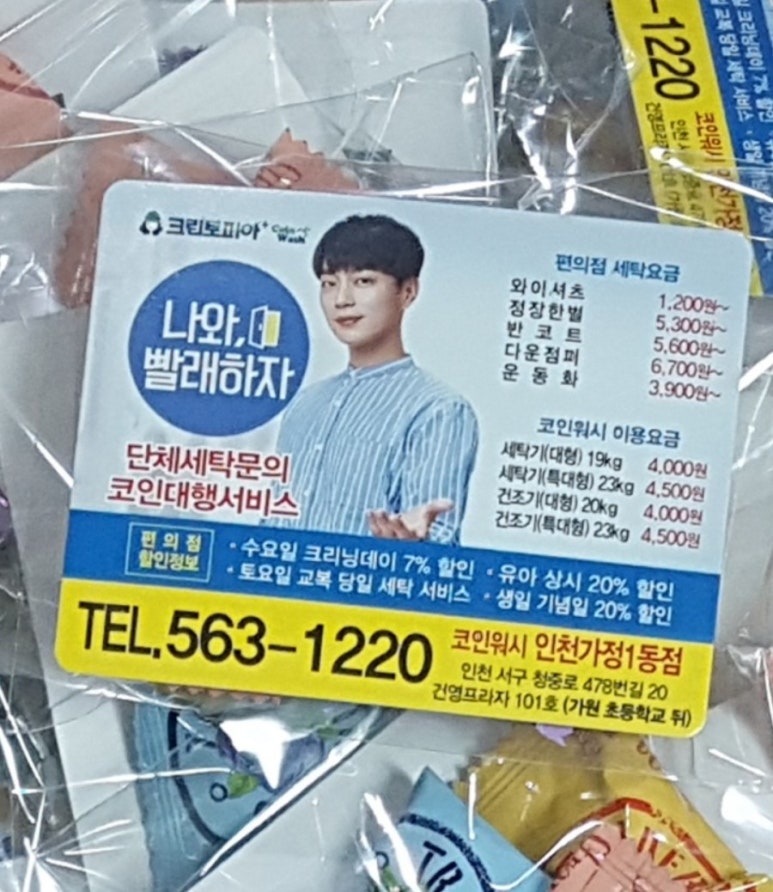 -1220
코인워시
크린토피아+ Coin Wash
나와,
빨래하자
단체세탁문의
코인대행서비스
편의점 세탁요금
와이셔츠 1,200원~
정장한벌 5,300원~
반 코 트 5,600원~
다운점퍼 6,700원~
운 동 화 3,900원~
코인워시 이용요금
세탁기(대형) 19kg 4,000원
세탁기(특대형) 23kg 4,500원
건조기(대형) 20kg 4,000원
건조기(특대형) 23kg 4,500원
편 의 점
할인정보
• 수요일 크리닝데이 7% 할인 • 유아 상시 20% 할인
• 토요일 교복 당일 세탁 서비스 • 생일 기념일 20% 할인
TEL.563-1220
코인워시 인천가정1동점
인천 서구 청중로 478번길 20
건영프라자 101호 (가원 초등학교 뒤)